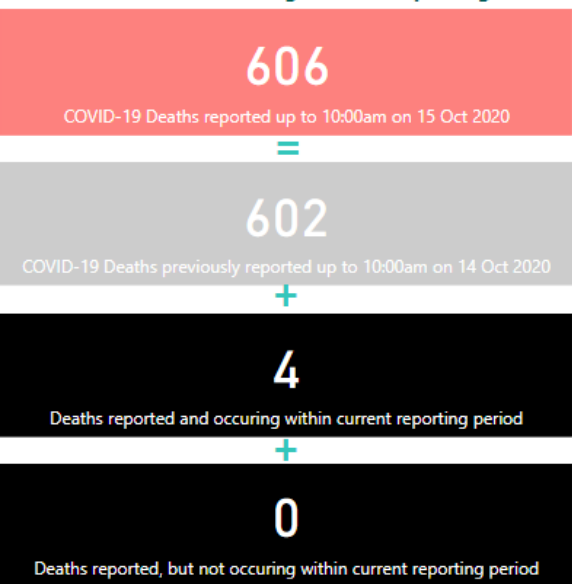 606
COVID-19 Deaths reported up to 10:00am on 15 Oct 2020
=
602
COVID-19 Deaths previously reported up to 10:00am on 14 Oct 2020
+
4
Deaths reported and occuring within current reporting period
+
0
Deaths reported, but not occuring within current reporting period